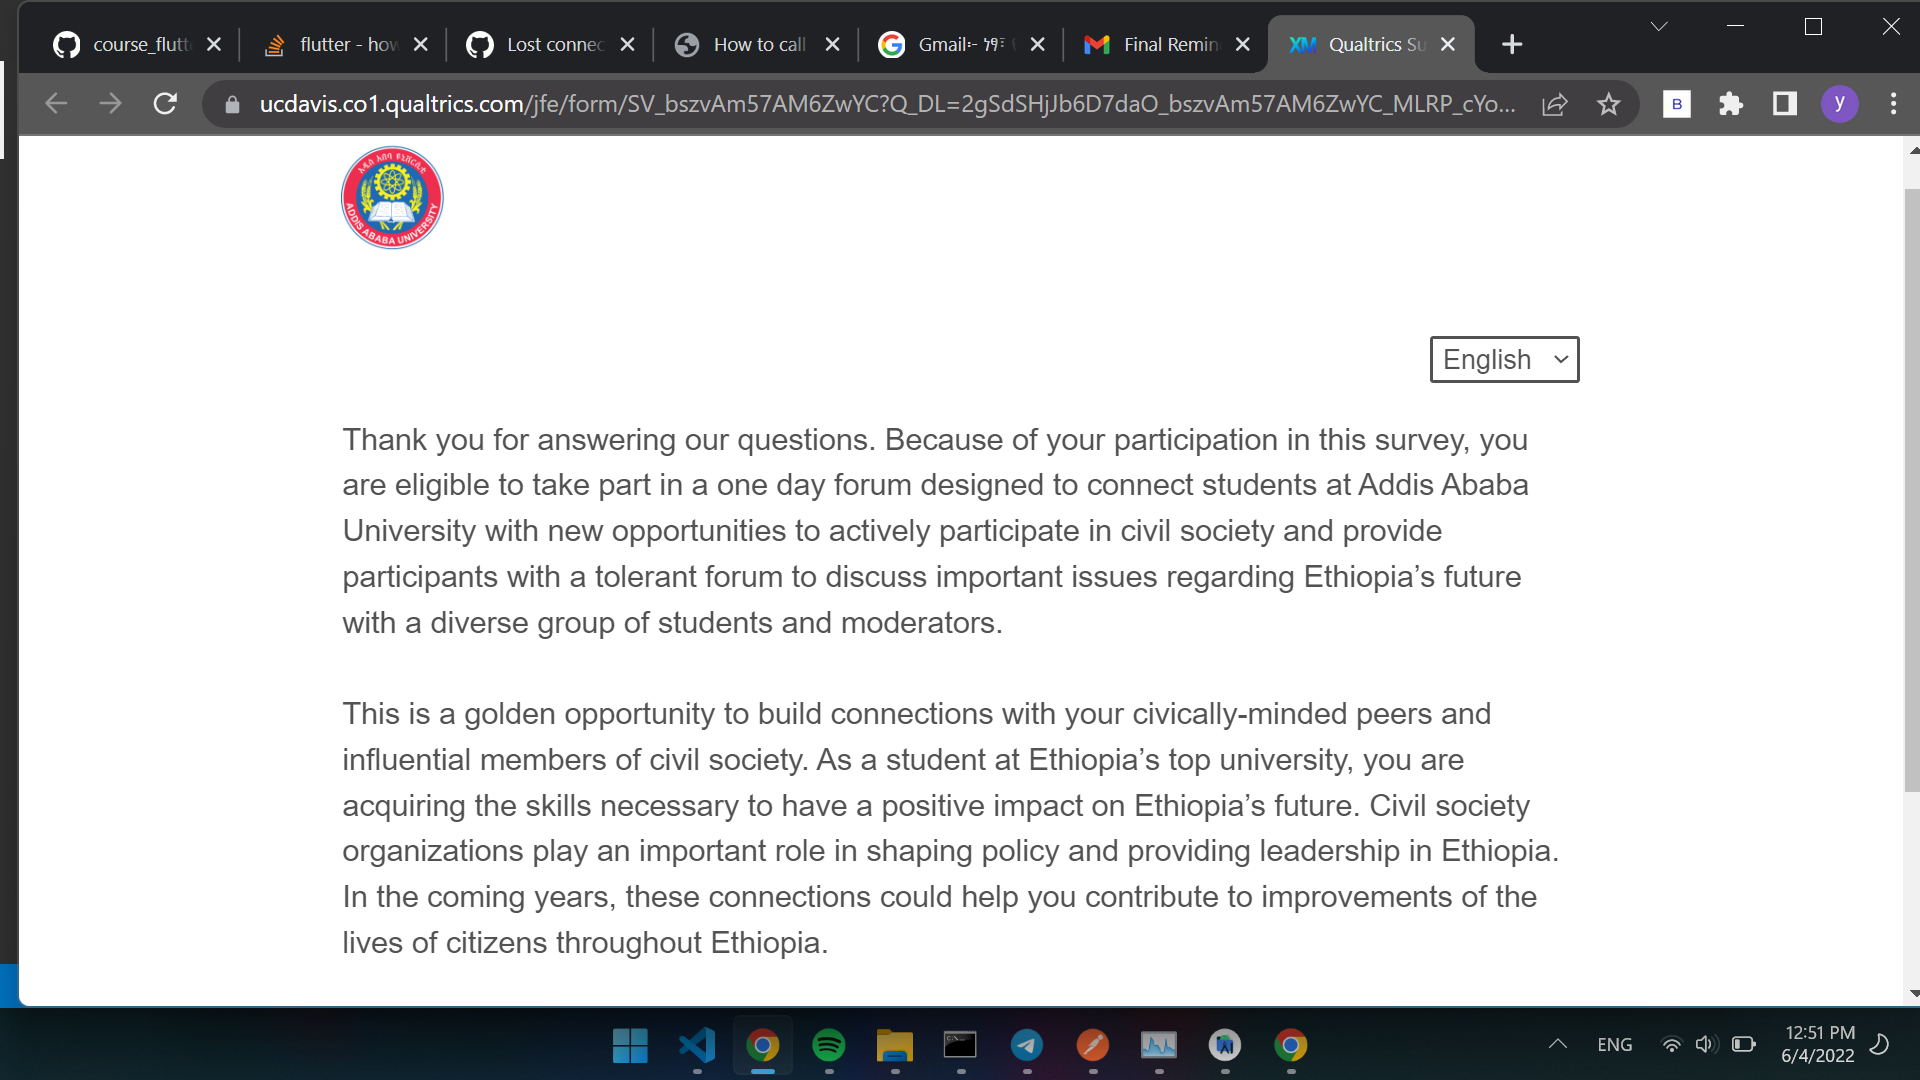 course_flutt
flutter - how
Lost connec
How to call
Gmail፡- ነፃ፣
Final Remin
Qualtrics Su
ucdavis.co1.qualtrics.com/jfe/form/SV_bszvAm57AM6ZwYC?Q_DL=2gSdSHjJb6D7daO_bszvAm57AM6ZwYC_MLRP_cYo...
B
y
አዲስ አበባ ዩኒቨርሲቲ
ADDIS ABABA UNIVERSITY
English
Thank you for answering our questions. Because of your participation in this survey, you
are eligible to take part in a one day forum designed to connect students at Addis Ababa
University with new opportunities to actively participate in civil society and provide
participants with a tolerant forum to discuss important issues regarding Ethiopia’s future
with a diverse group of students and moderators.
This is a golden opportunity to build connections with your civically-minded peers and
influential members of civil society. As a student at Ethiopia’s top university, you are
acquiring the skills necessary to have a positive impact on Ethiopia’s future. Civil society
organizations play an important role in shaping policy and providing leadership in Ethiopia.
In the coming years, these connections could help you contribute to improvements of the
lives of citizens throughout Ethiopia.
ENG
12:51 PM
6/4/2022